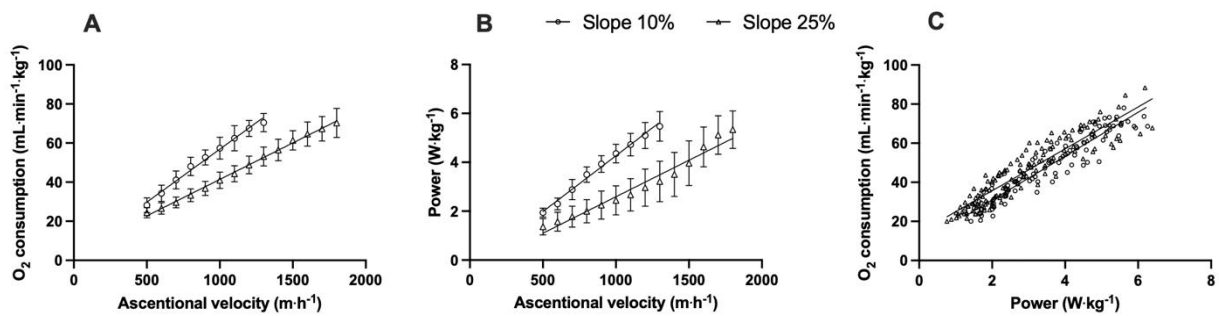 A
B
Slope 10%
Slope 25%
C
O₂ consumption (mL·min⁻¹·kg⁻¹)
100
80
60
40
20
0
0
500
1000
1500
2000
Ascentional velocity (m·h⁻¹)
Power (W·kg⁻¹)
8
6
4
2
0
0
500
1000
1500
2000
Ascentional velocity (m·h⁻¹)
O₂ consumption (mL·min⁻¹·kg⁻¹)
100
80
60
40
20
0
0
2
4
6
8
Power (W·kg⁻¹)